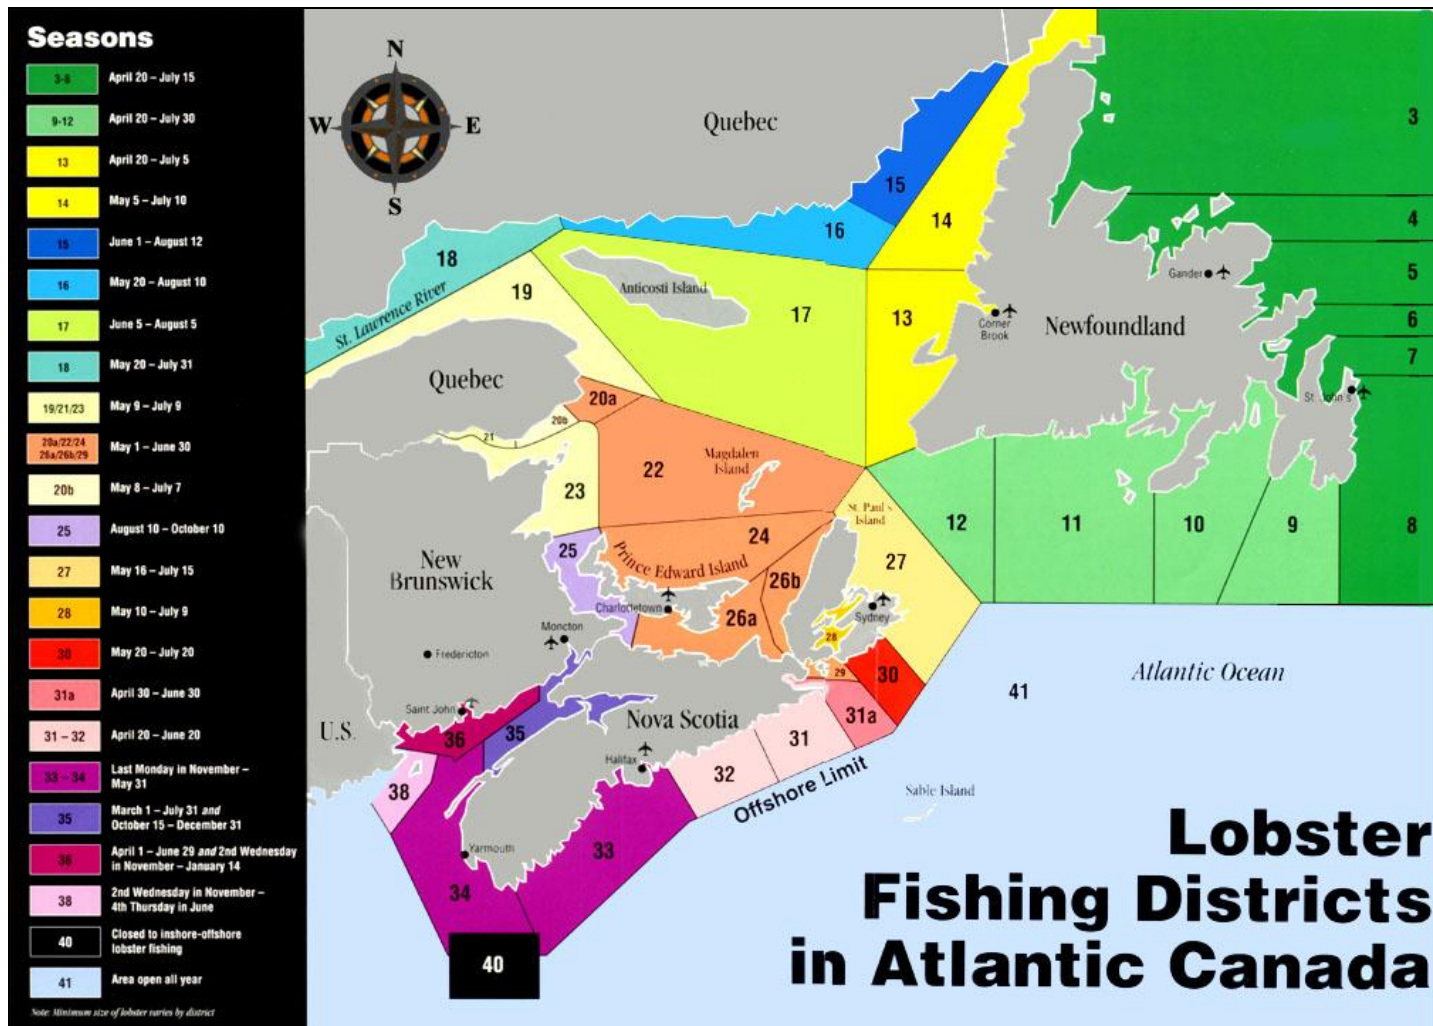 Seasons
3-8 April 20 – July 15
9-12 April 20 – July 30
13 April 20 – July 5
14 May 5 – July 10
15 June 1 – August 12
16 May 20 – August 10
17 June 5 – August 5
18 May 20 – July 31
19/21/23 May 9 – July 9
20a/22/24
26a/26b/29 May 1 – June 30
20b May 8 – July 7
25 August 10 – October 10
27 May 16 – July 15
28 May 10 – July 9
30 May 20 – July 20
31a April 30 – June 30
31 – 32 April 20 – June 20
33 – 34 Last Monday in November –
May 31
35 March 1 – July 31 and
October 15 – December 31
36 April 1 – June 29 and 2nd Wednesday
in November – January 14
38 2nd Wednesday in November –
4th Thursday in June
40 Closed to inshore-offshore
lobster fishing
41 Area open all year
Note: Minimum size of lobster varies by district
N
W E
S
Quebec
3
15
14
4
16
18
Gander
5
19
Anticosti Island
17
St. Lawrence River
13
Corner
Brook
Newfoundland
6
7
Quebec
20a
St. John's
20b
21
22
Magdalen
Island
23
St. Paul's
Island
12
11
10
9
8
24
25
Prince Edward Island
27
New
Brunswick
26b
Charlottetown
26a
Sydney
Moncton
28
Fredericton
29
30
Atlantic Ocean
41
Saint John
U.S.
36
35
Nova Scotia
31a
31
Halifax
32
38
Offshore Limit
Sable Island
Yarmouth
33
34
40
Lobster
Fishing Districts
in Atlantic Canada